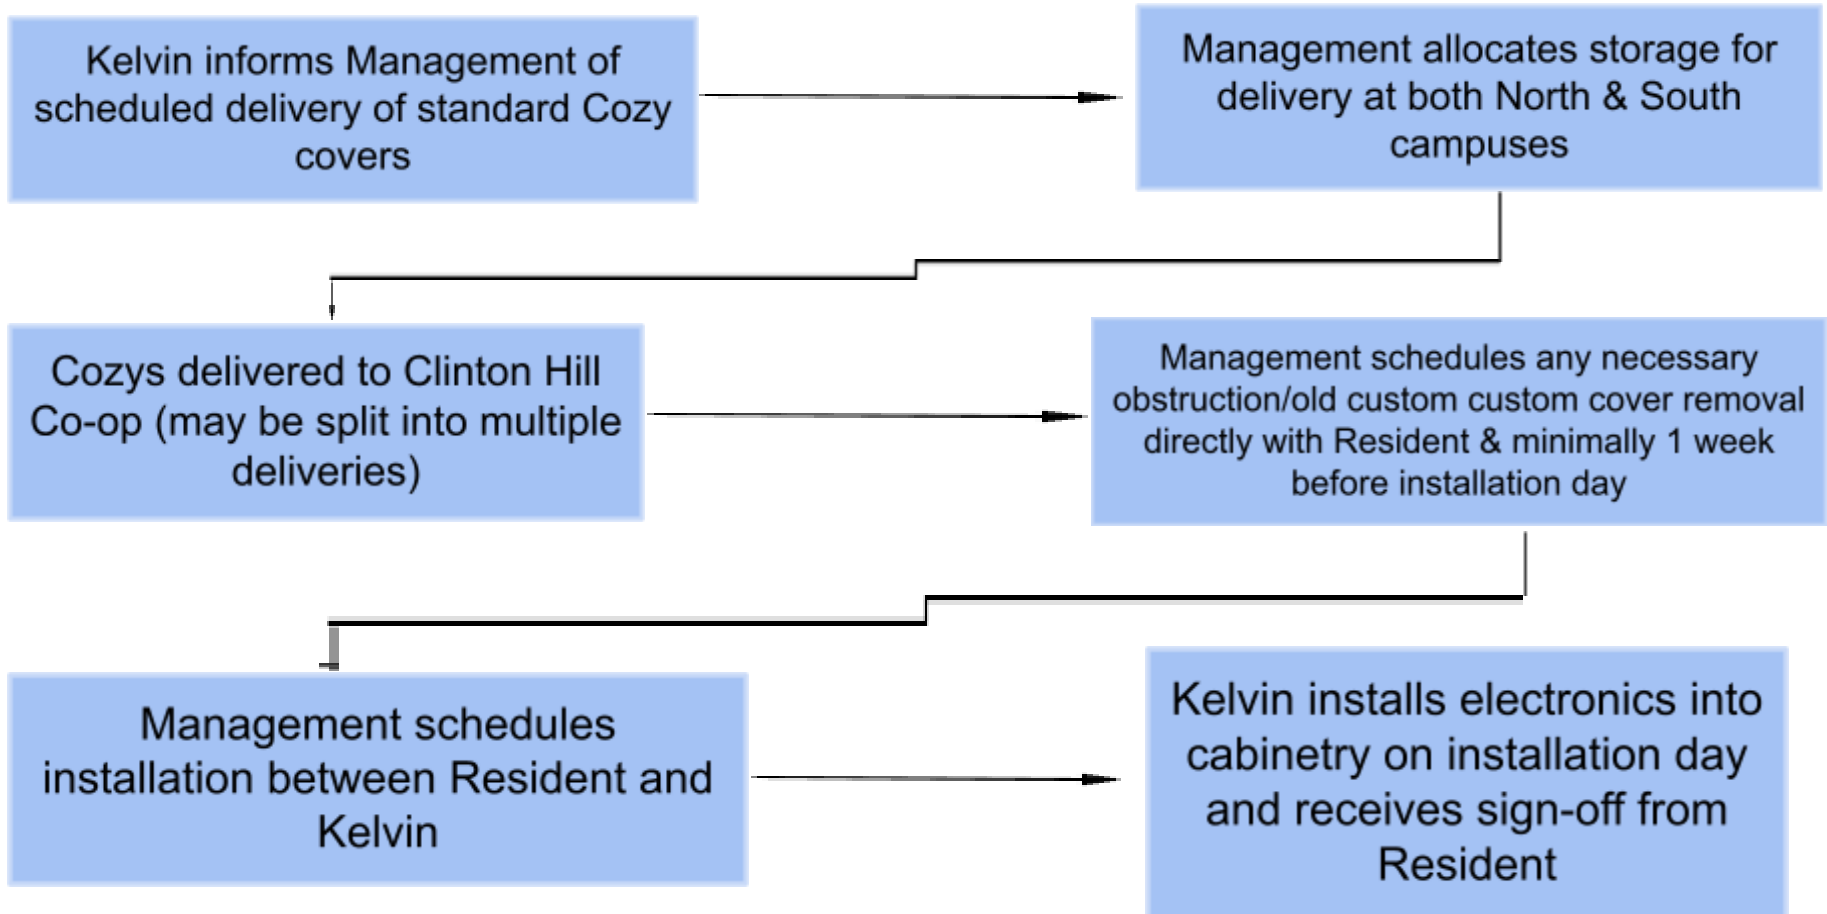 Kelvin informs Management of
scheduled delivery of standard Cozy
covers
Management allocates storage for
delivery at both North & South
campuses
Cozys delivered to Clinton Hill
Co-op (may be split into multiple
deliveries)
Management schedules any necessary
obstruction/old custom custom cover removal
directly with Resident & minimally 1 week
before installation day
Management schedules
installation between Resident and
Kelvin
Kelvin installs electronics into
cabinetry on installation day
and receives sign-off from
Resident